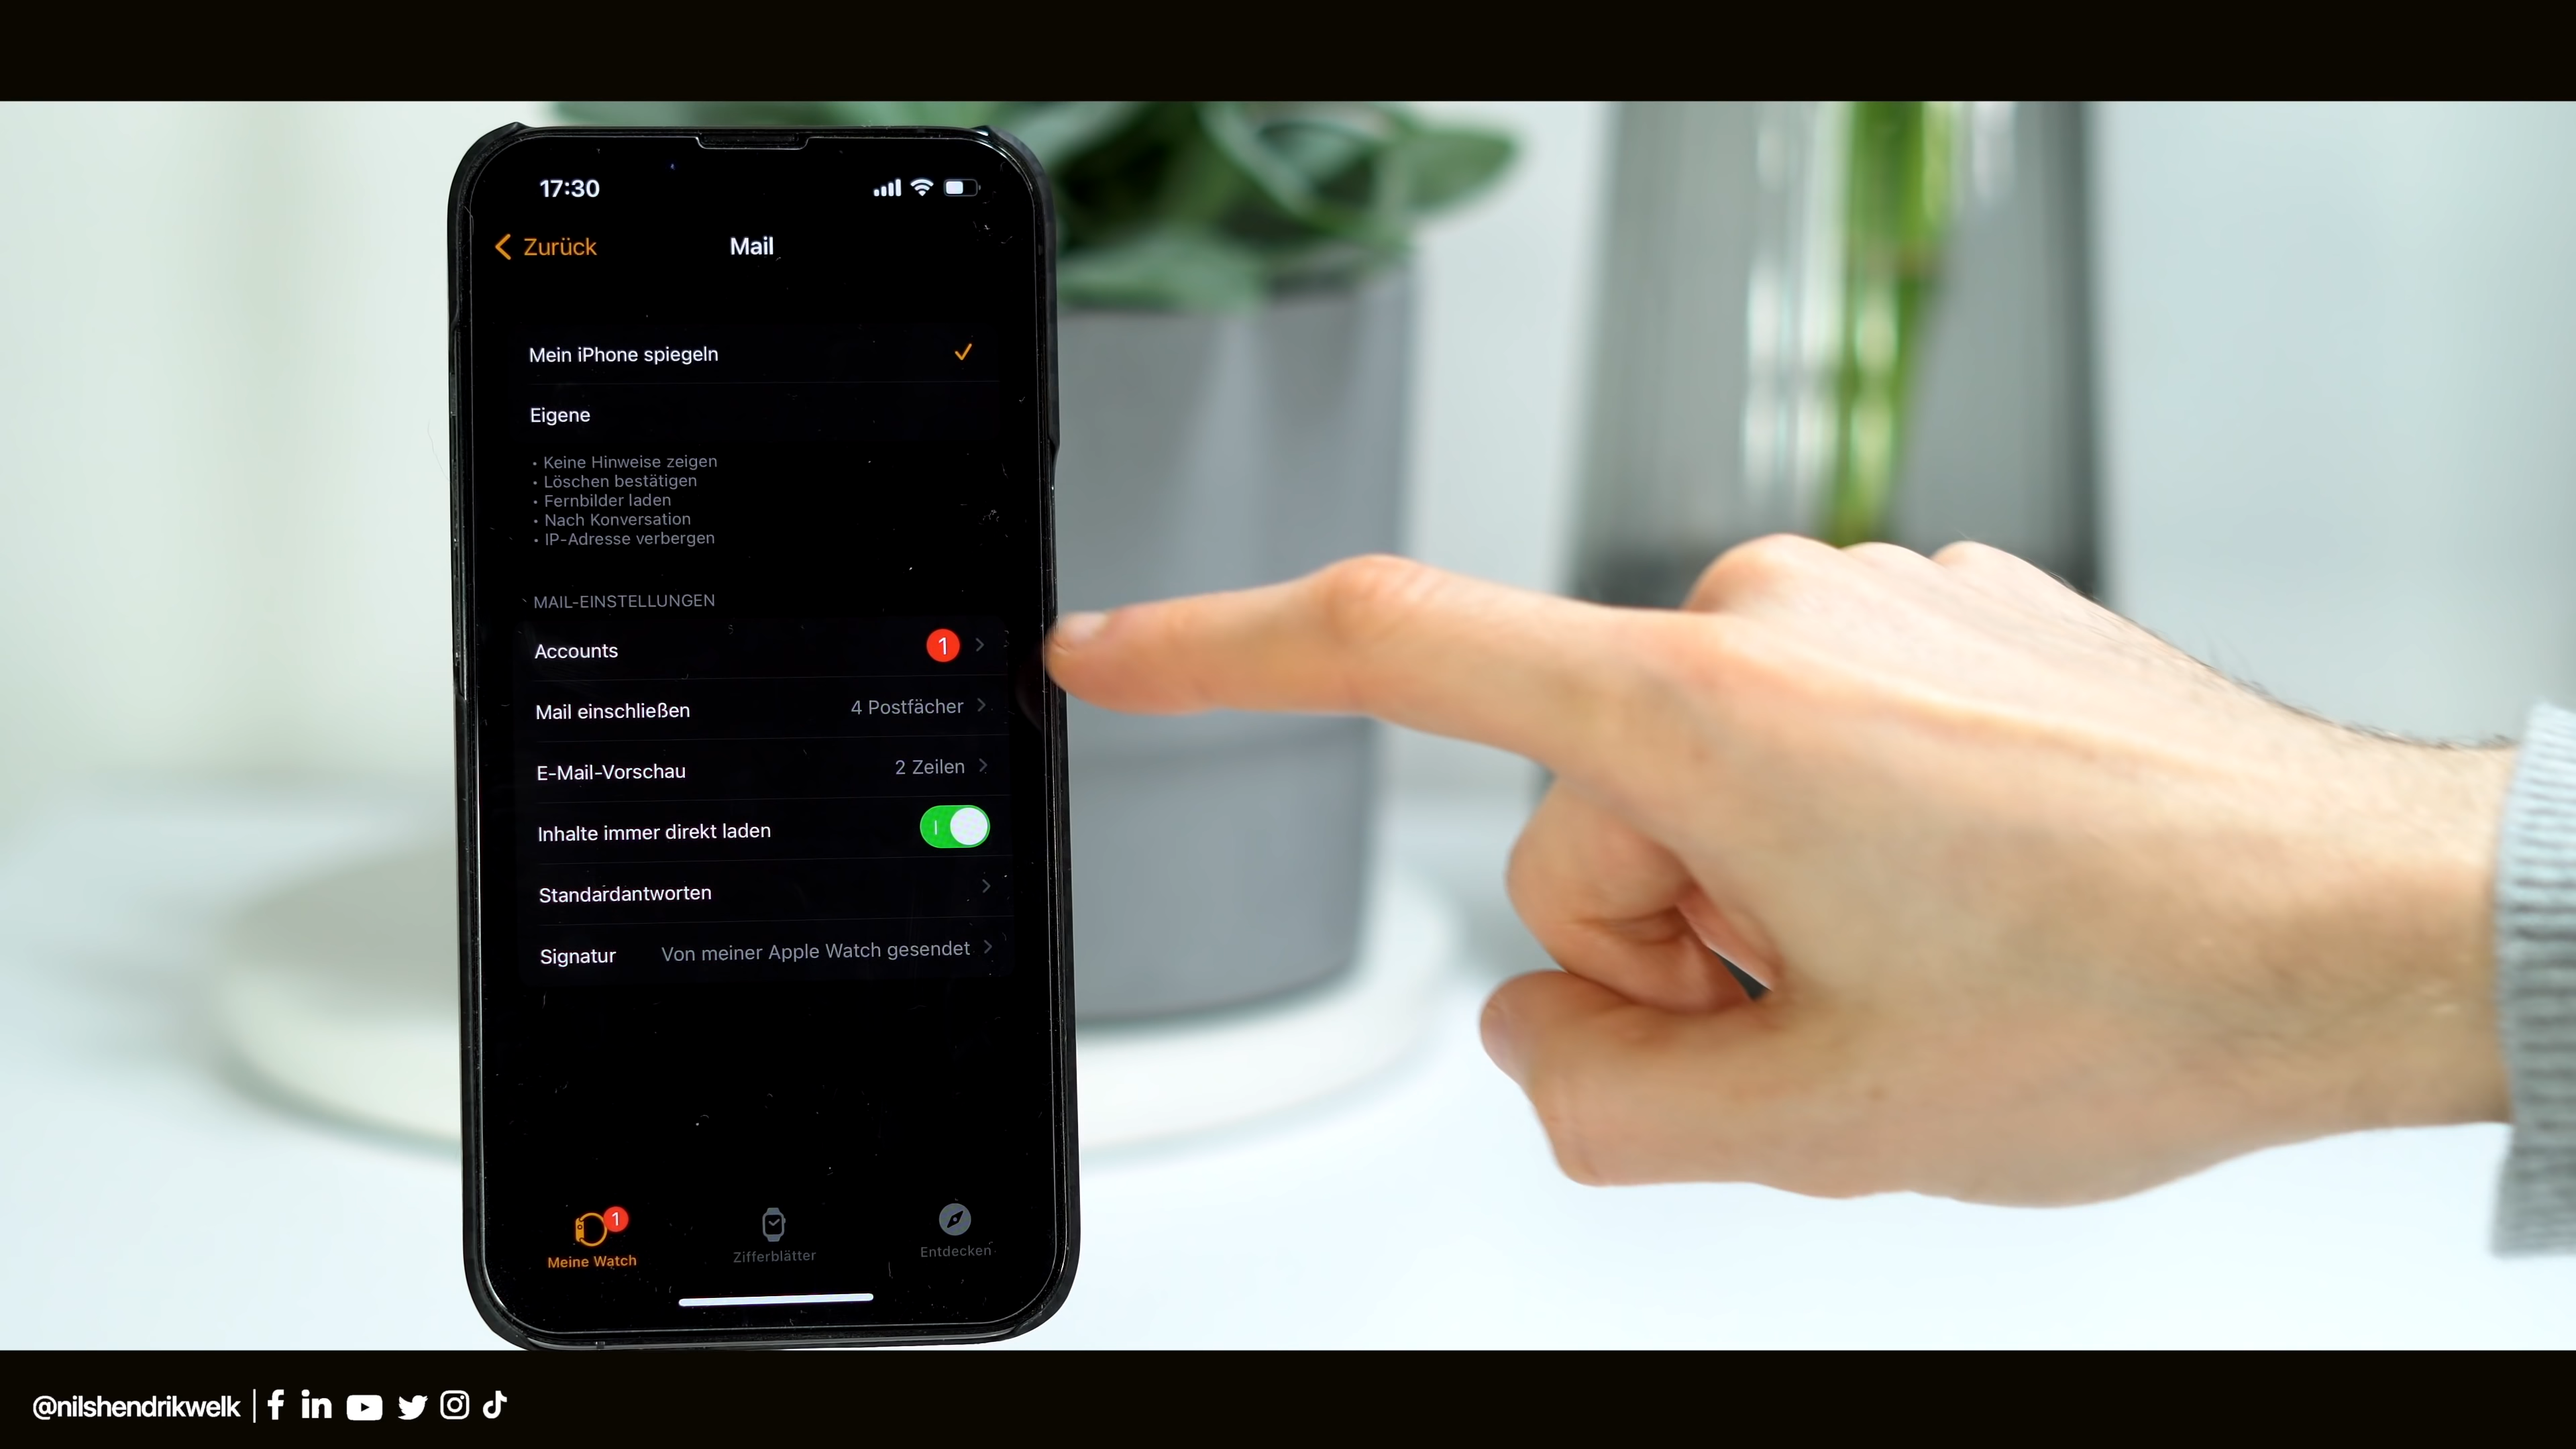 17:30
Zurück
Mail
Mein iPhone spiegeln
Eigene
• Keine Hinweise zeigen
• Löschen bestätigen
• Fernbilder laden
• Nach Konversation
• IP-Adresse verbergen
MAIL-EINSTELLUNGEN
Accounts 1
Mail einschließen 4 Postfächer
E-Mail-Vorschau 2 Zeilen
Inhalte immer direkt laden
Standardantworten
Signatur Von meiner Apple Watch gesendet
1
Meine Watch Zifferblätter Entdecken
@nilshendrikwelk